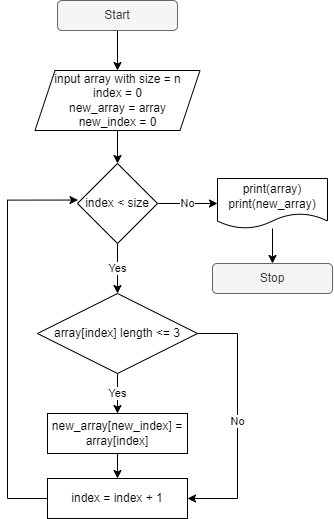 Start
input array with size = n
index = 0
new_array = array
new_index = 0
index < size
No
print(array)
print(new_array)
Stop
Yes
array[index] length <= 3
Yes
No
new_array[new_index] =
array[index]
index = index + 1